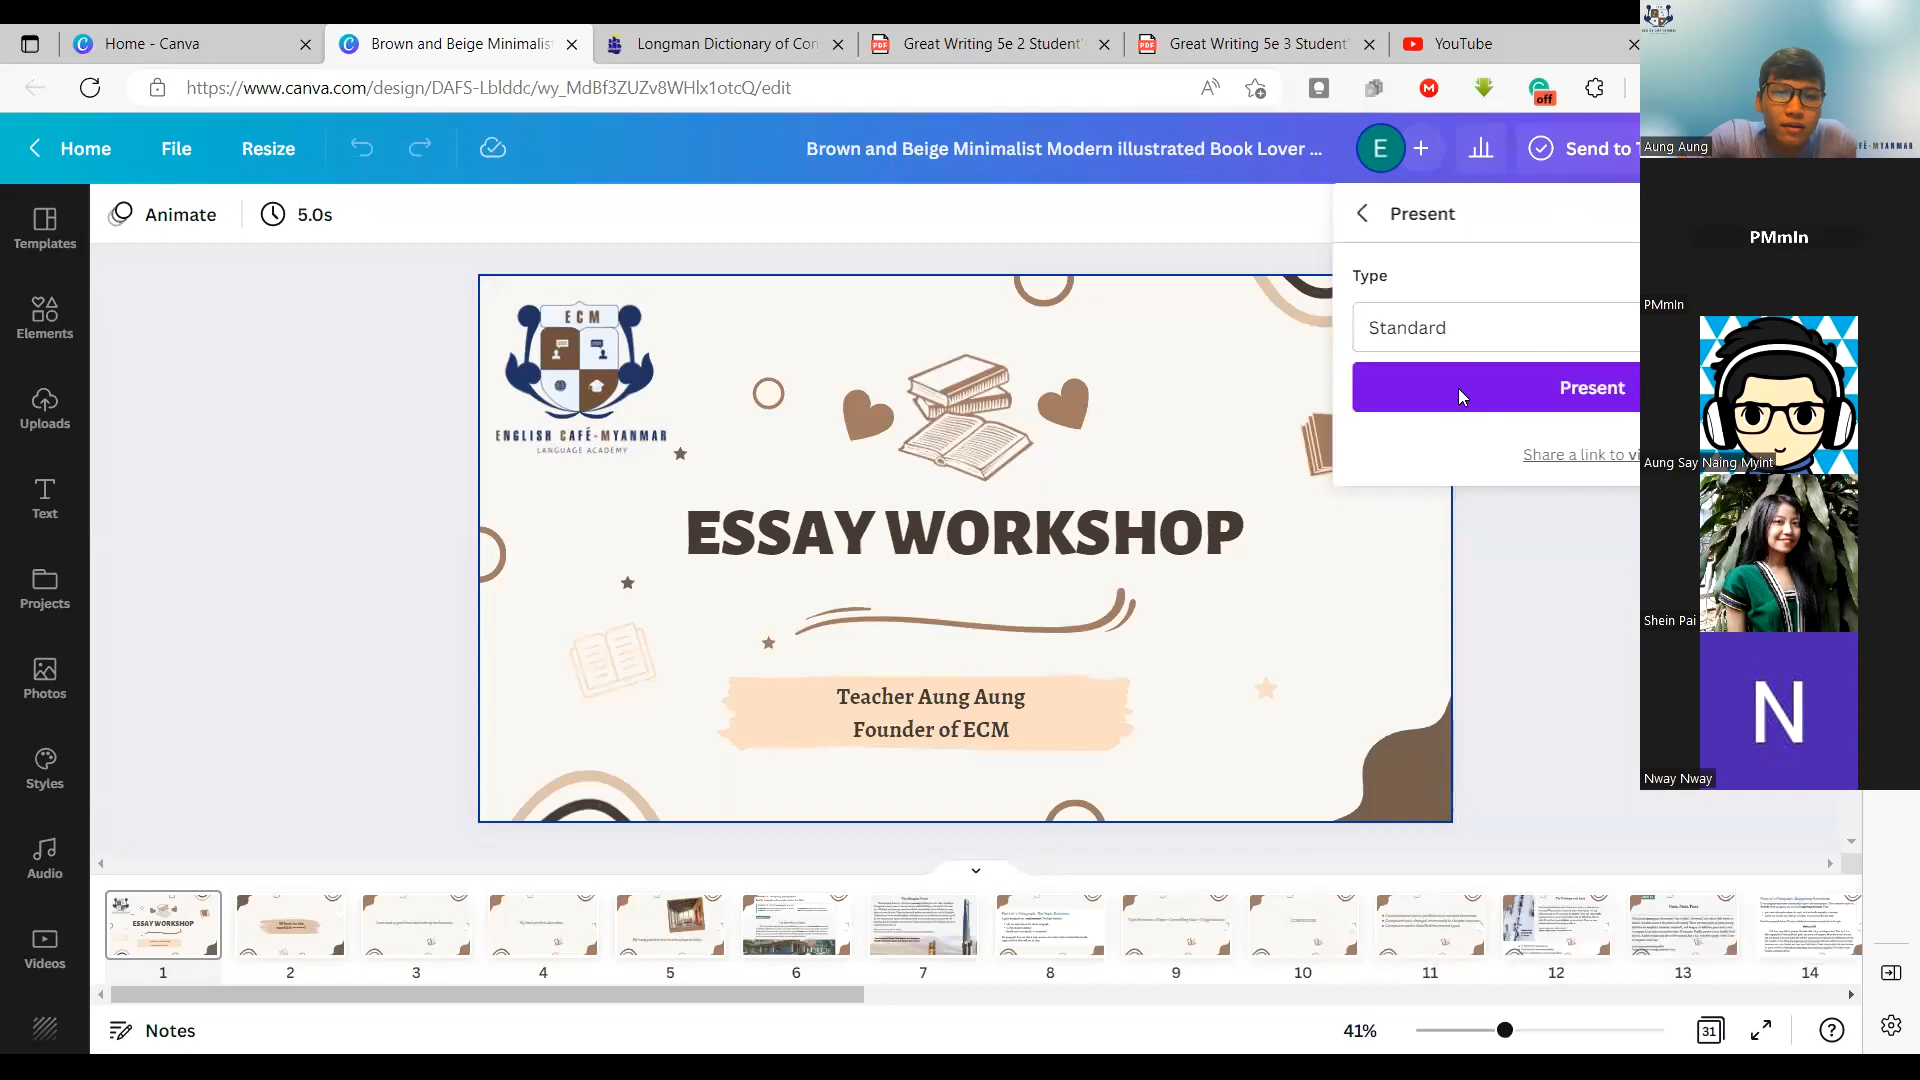 Home - Canva
Brown and Beige Minimalist
Longman Dictionary of Con
Great Writing 5e 2 Student'
Great Writing 5e 3 Student'
YouTube
https://www.canva.com/design/DAFS-Lblddc/wy_MdBf3ZUZv8WHlx1otcQ/edit
off
Home
File
Resize
Brown and Beige Minimalist Modern illustrated Book Lover ...
E
Send to
Animate
5.0s
Present
Type
Standard
Present
Share a link to vi
Templates
Elements
Uploads
Text
Projects
Photos
Styles
Audio
Videos
ECM
ENGLISH CAFÉ-MYANMAR
LANGUAGE ACADEMY
ESSAY WORKSHOP
Teacher Aung Aung
Founder of ECM
Aung Aung
FÉ-MYANMAR
PMmIn
PMmIn
Aung Say Naing Myint
Shein Pai
N
Nway Nway
ESSAY WORKSHOP
1
2
3
4
5
6
7
8
9
10
11
12
13
14
Notes
41%
31